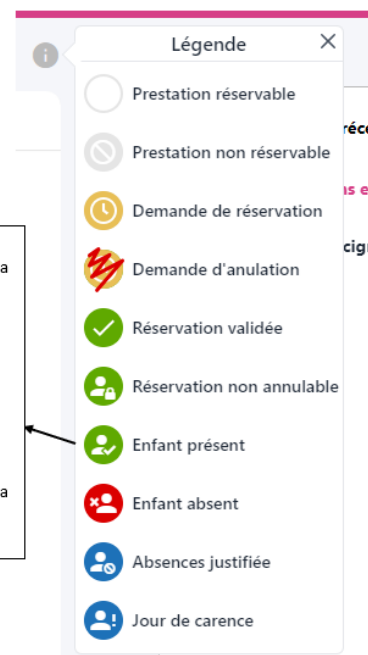 Légende
Prestation réservable
Prestation non réservable
Demande de réservation
Demande d'anulation
Réservation validée
Réservation non annulable
Enfant présent
Enfant absent
Absences justifiée
Jour de carence